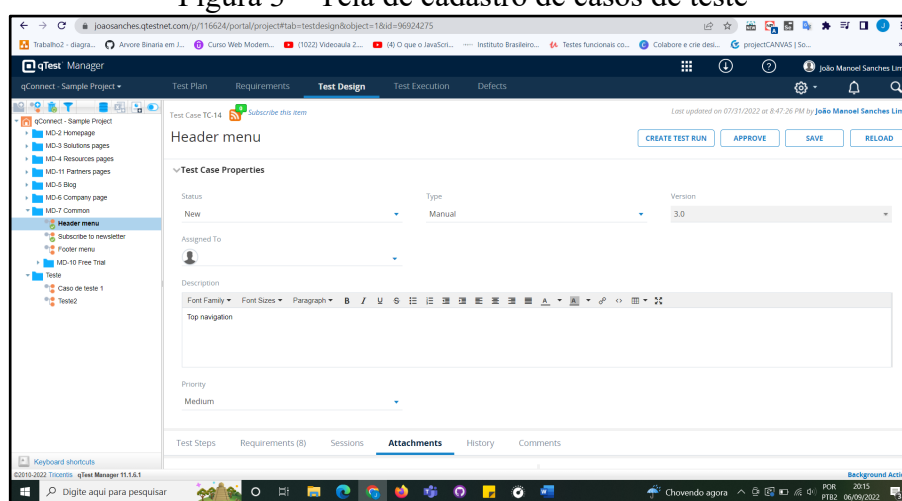 Figura 3 – Tela de cadastro de casos de teste
joaosanches.qtestnet.com/p/116624/portal/project#tab=testdesign&object=1&id=96924275
Trabalho2 - diagra... Arvore Binaria em J... Curso Web Modern... (1022) Videoaula 2.... (4) O que o JavaScri... Instituto Brasileiro... Testes funcionais co... Colabore e crie desi... projectCANVAS | So...
qTest Manager
João Manoel Sanches Lim
qConnect - Sample Project
Test Plan Requirements Test Design Test Execution Defects
qConnect - Sample Project
MD-2 Homepage
MD-3 Solutions pages
MD-4 Resources pages
MD-11 Partners pages
MD-5 Blog
MD-6 Company page
MD-7 Common
Header menu
Subscribe to newsletter
Footer menu
MD-10 Free Trial
Teste
Caso de teste 1
Teste2
Test Case TC-14 0 Subscribe this item
Last updated on 07/31/2022 at 8:47:26 PM by João Manoel Sanches Lim
Header menu
CREATE TEST RUN APPROVE SAVE RELOAD
Test Case Properties
Status Type Version
New Manual 3.0
Assigned To
Description
Font Family Font Sizes Paragraph B I U S A A
Top navigation
Priority
Medium
Test Steps Requirements (8) Sessions Attachments History Comments
Keyboard shortcuts
©2010-2022 Tricentis qTest Manager 11.1.6.1
Background Acti
Digite aqui para pesquisar
Chovendo agora
POR
PTB2
20:15
06/09/2022